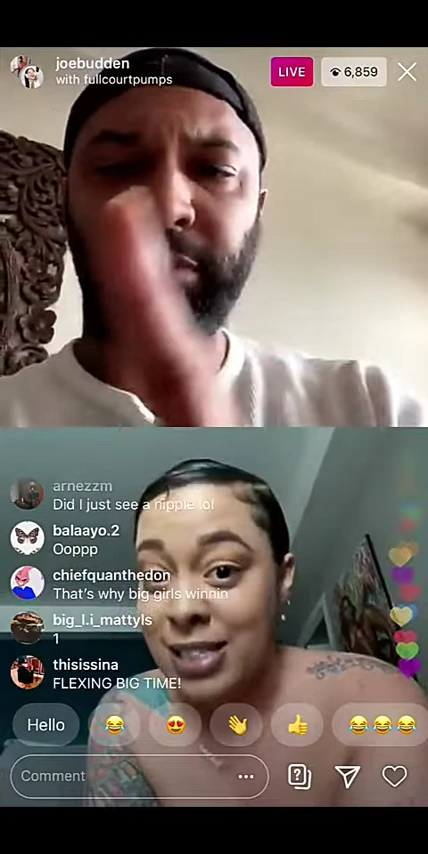 joebudden
with fullcourtpumps
LIVE
6,859
arnezzm
Did I just see a nipple lol
balaayo.2
Ooppp
chiefquanthedon
That's why big girls winnin
big_l.i_mattyls
1
thisissina
FLEXING BIG TIME!
Hello
Comment